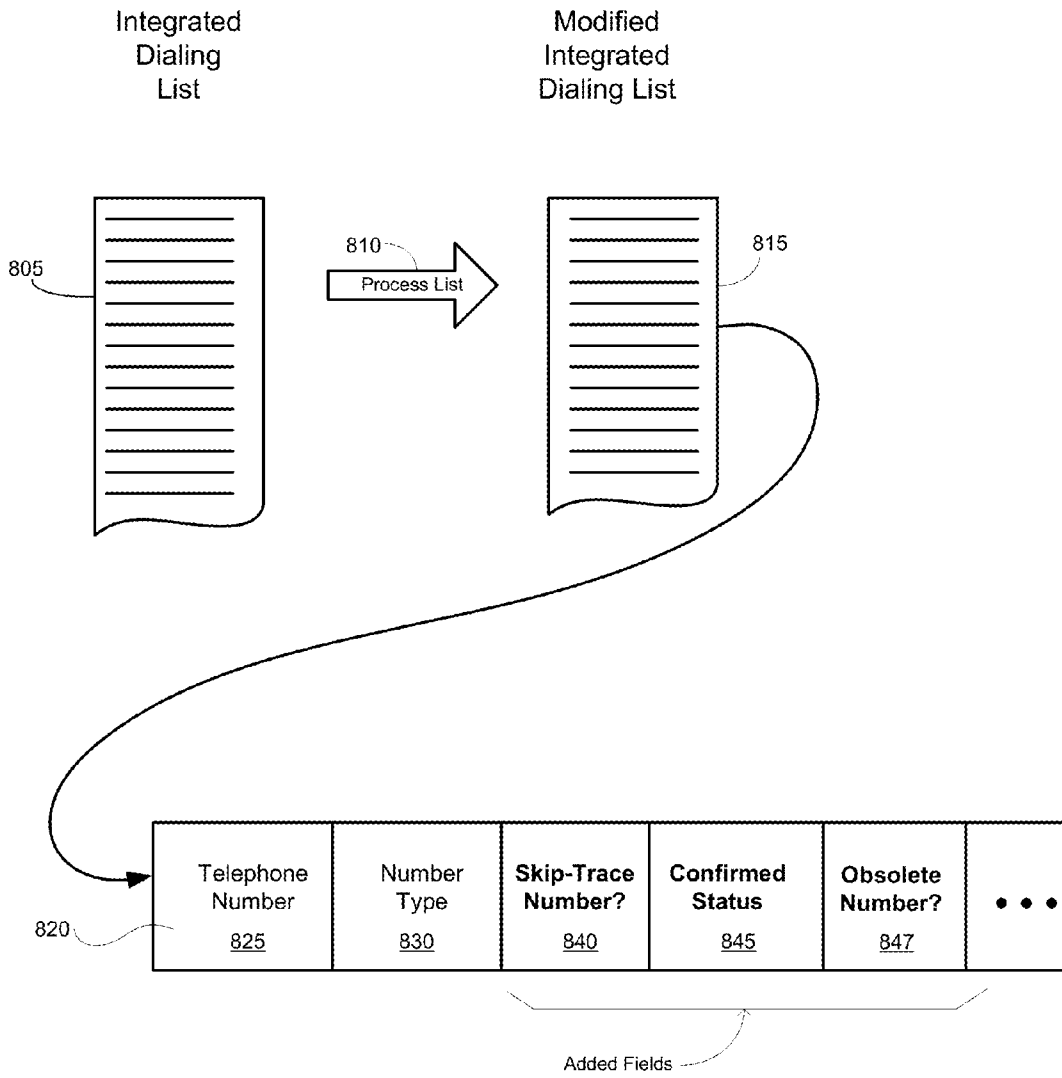 Integrated
Dialing
List
Modified
Integrated
Dialing List
805
810
Process List
815
820
Telephone
Number
825
Number
Type
830
Skip-Trace
Number?
840
Confirmed
Status
845
Obsolete
Number?
847
• • •
Added Fields